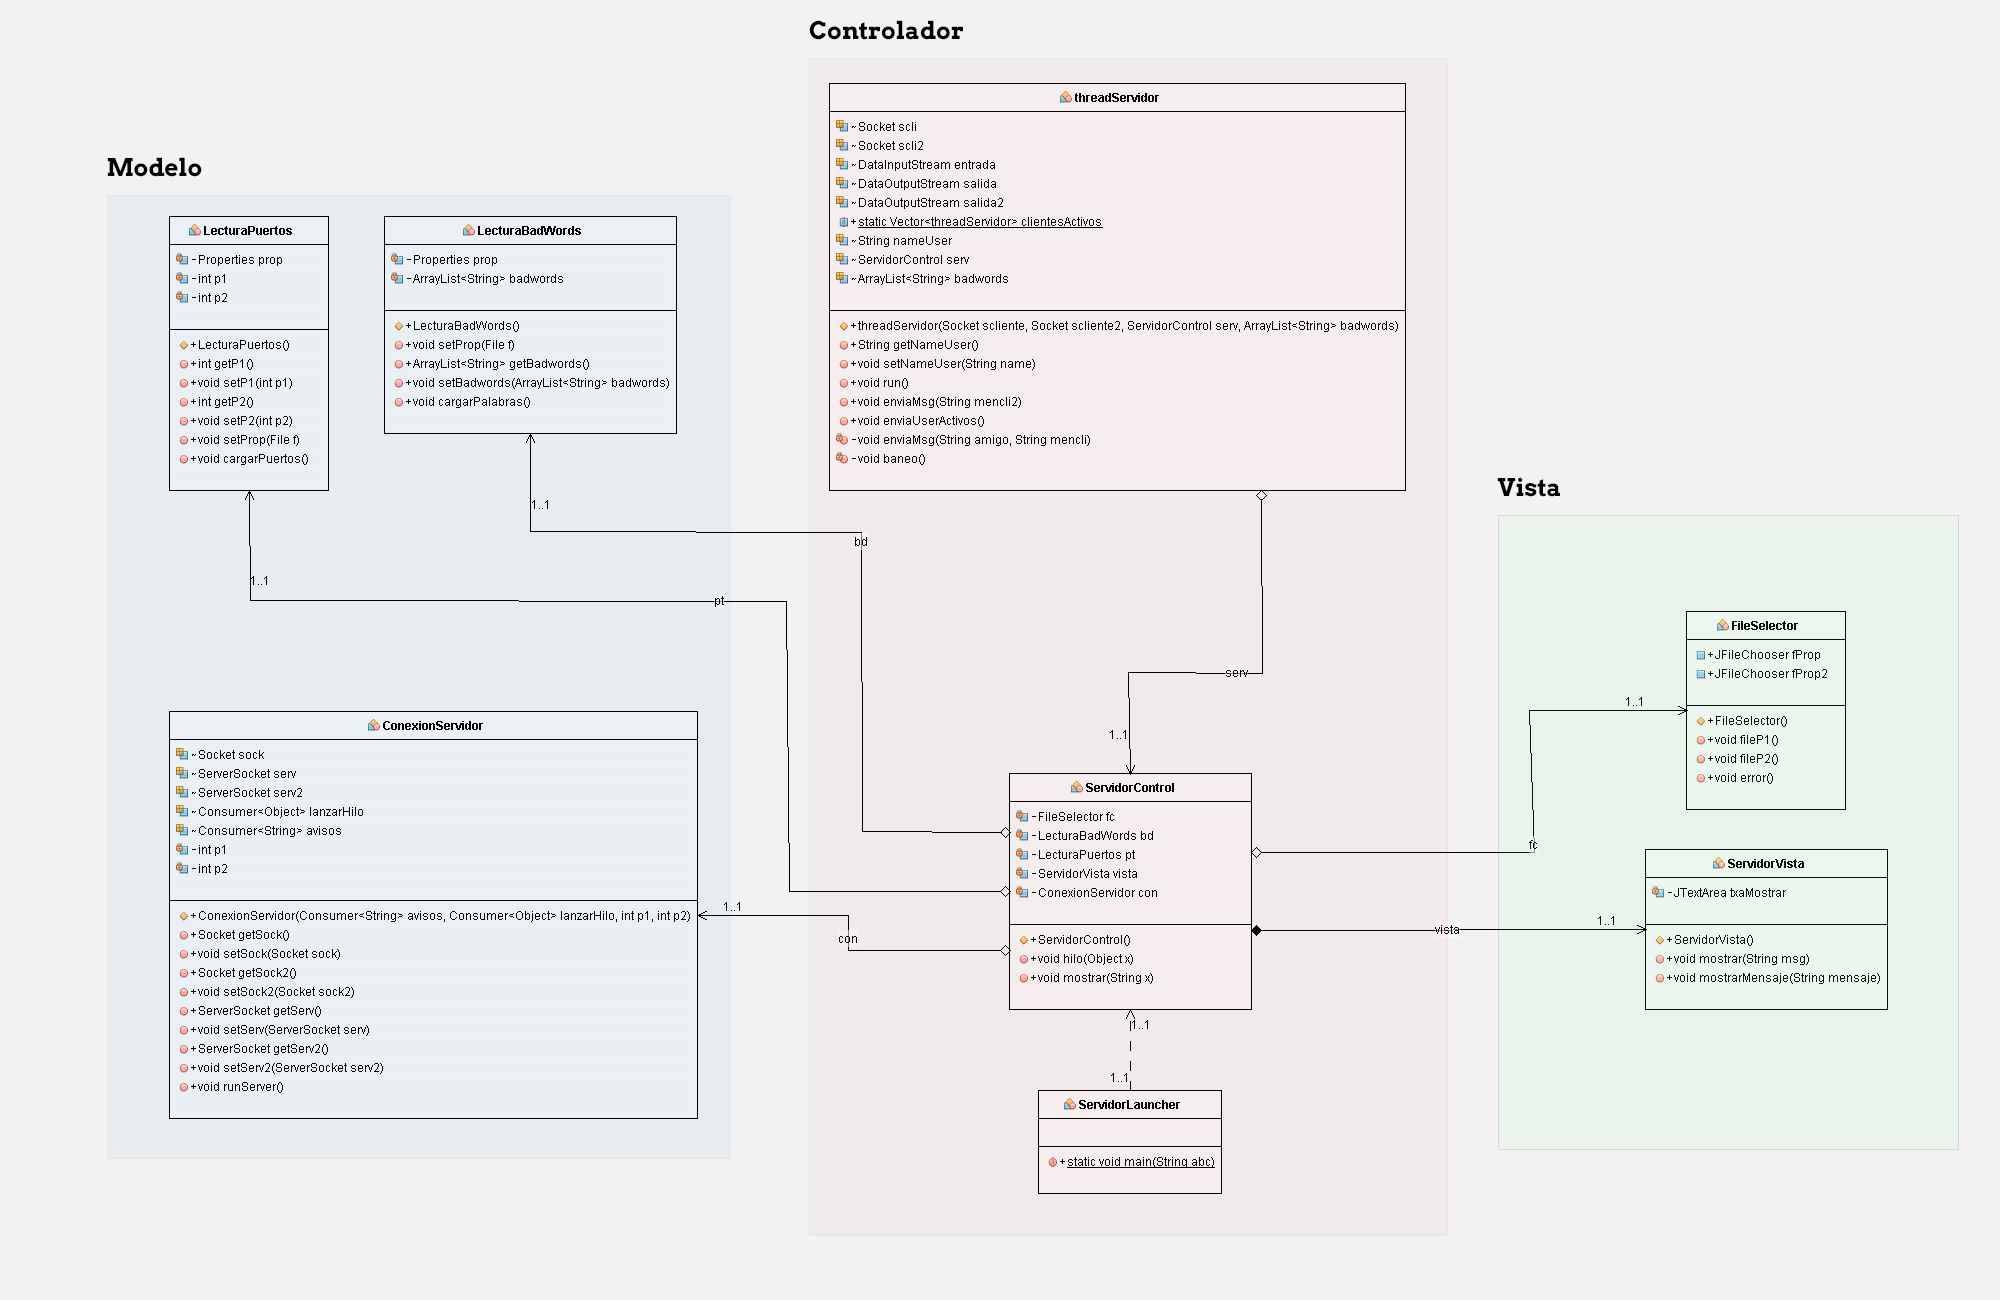 Controlador
threadServidor
~Socket scli
~Socket scli2
~DataInputStream entrada
~DataOutputStream salida
~DataOutputStream salida2
+static Vector<threadServidor> clientesActivos
~String nameUser
~ServidorControl serv
~ArrayList<String> badwords
+threadServidor(Socket scliente, Socket scliente2, ServidorControl serv, ArrayList<String> badwords)
+String getNameUser()
+void setNameUser(String name)
+void run()
+void enviaMsg(String mencli2)
+void enviaUserActivos()
-void enviaMsg(String amigo, String mencli)
-void baneo()
Modelo
LecturaPuertos
-Properties prop
-int p1
-int p2
+LecturaPuertos()
+int getP1()
+void setP1(int p1)
+int getP2()
+void setP2(int p2)
+void setProp(File f)
+void cargarPuertos()
LecturaBadWords
-Properties prop
-ArrayList<String> badwords
+LecturaBadWords()
+void setProp(File f)
+ArrayList<String> getBadwords()
+void setBadwords(ArrayList<String> badwords)
+void cargarPalabras()
1..1
bd
1..1
pt
serv
1..1
ConexionServidor
~Socket sock
~ServerSocket serv
~ServerSocket serv2
~Consumer<Object> lanzarHilo
~Consumer<String> avisos
-int p1
-int p2
+ConexionServidor(Consumer<String> avisos, Consumer<Object> lanzarHilo, int p1, int p2)
+Socket getSock()
+void setSock(Socket sock)
+Socket getSock2()
+void setSock2(Socket sock2)
+ServerSocket getServ()
+void setServ(ServerSocket serv)
+ServerSocket getServ2()
+void setServ2(ServerSocket serv2)
+void runServer()
1..1
con
ServidorControl
-FileSelector fc
-LecturaBadWords bd
-LecturaPuertos pt
-ServidorVista vista
-ConexionServidor con
+ServidorControl()
+void hilo(Object x)
+void mostrar(String x)
1..1
1..1
ServidorLauncher
+static void main(String abc)
Vista
FileSelector
+JFileChooser fProp
+JFileChooser fProp2
+FileSelector()
+void fileP1()
+void fileP2()
+void error()
1..1
fc
ServidorVista
-JTextArea txaMostrar
+ServidorVista()
+void mostrar(String msg)
+void mostrarMensaje(String mensaje)
1..1
vista